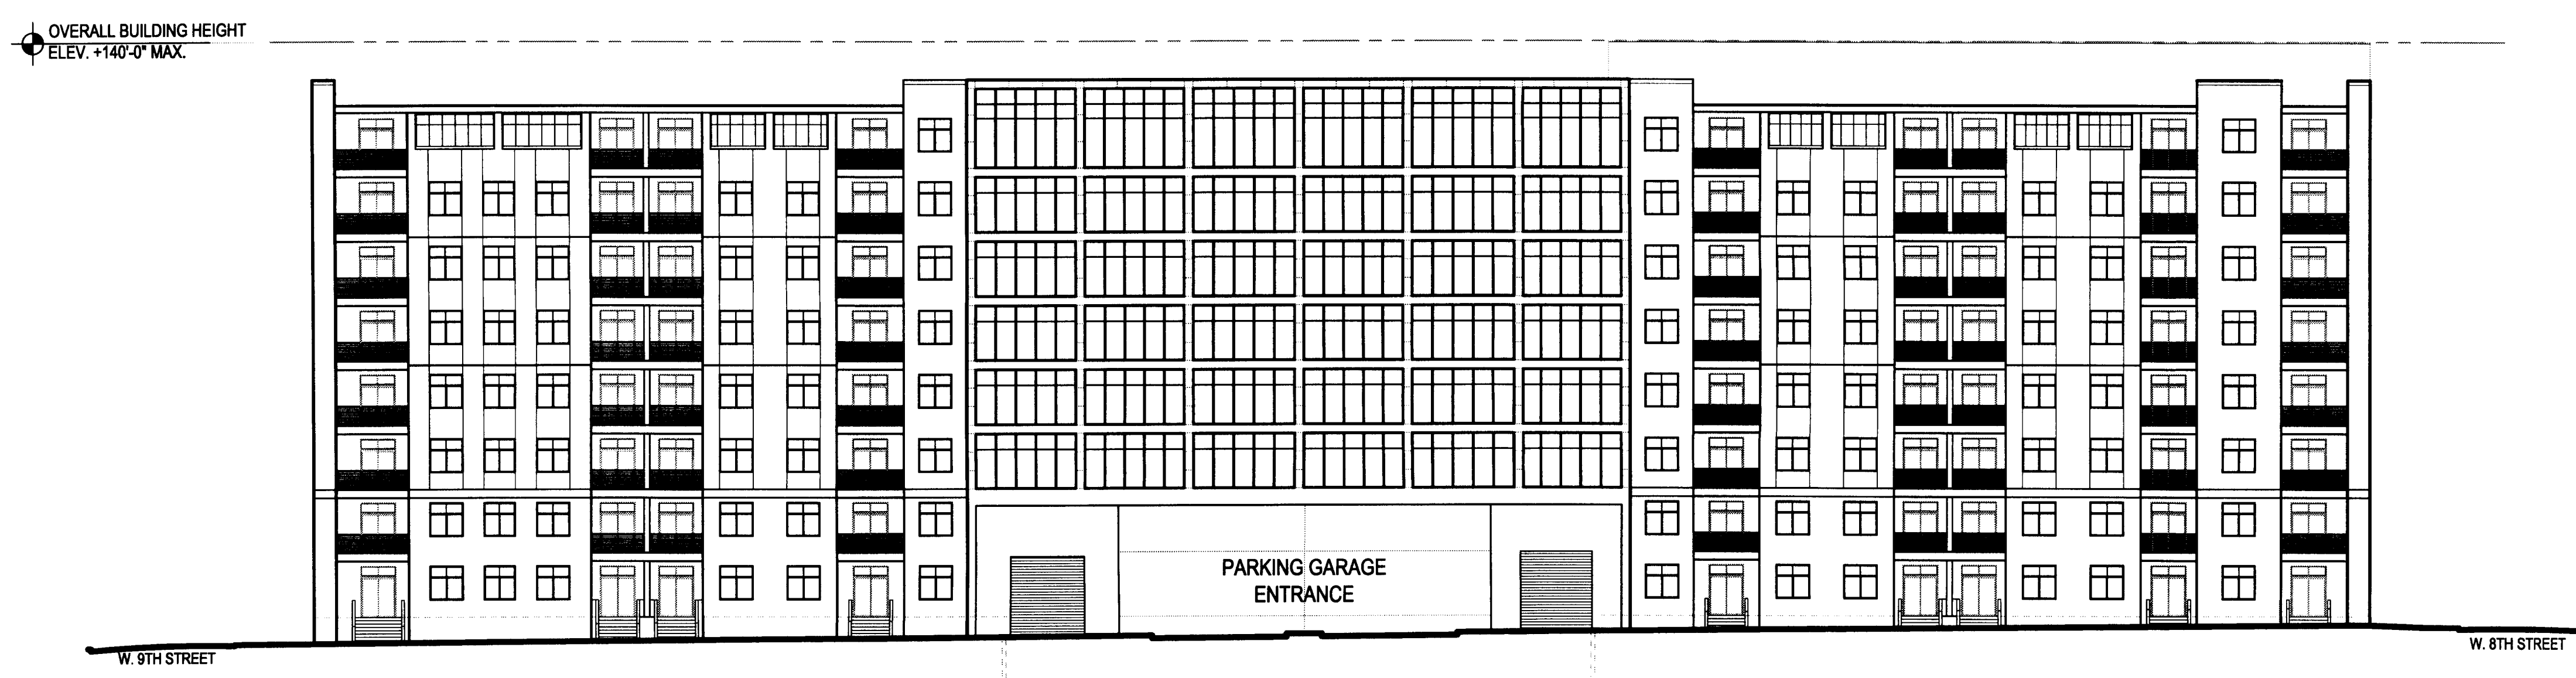 OVERALL BUILDING HEIGHT
ELEV. +140'-0" MAX.
PARKING GARAGE
ENTRANCE
W. 9TH STREET
W. 8TH STREET